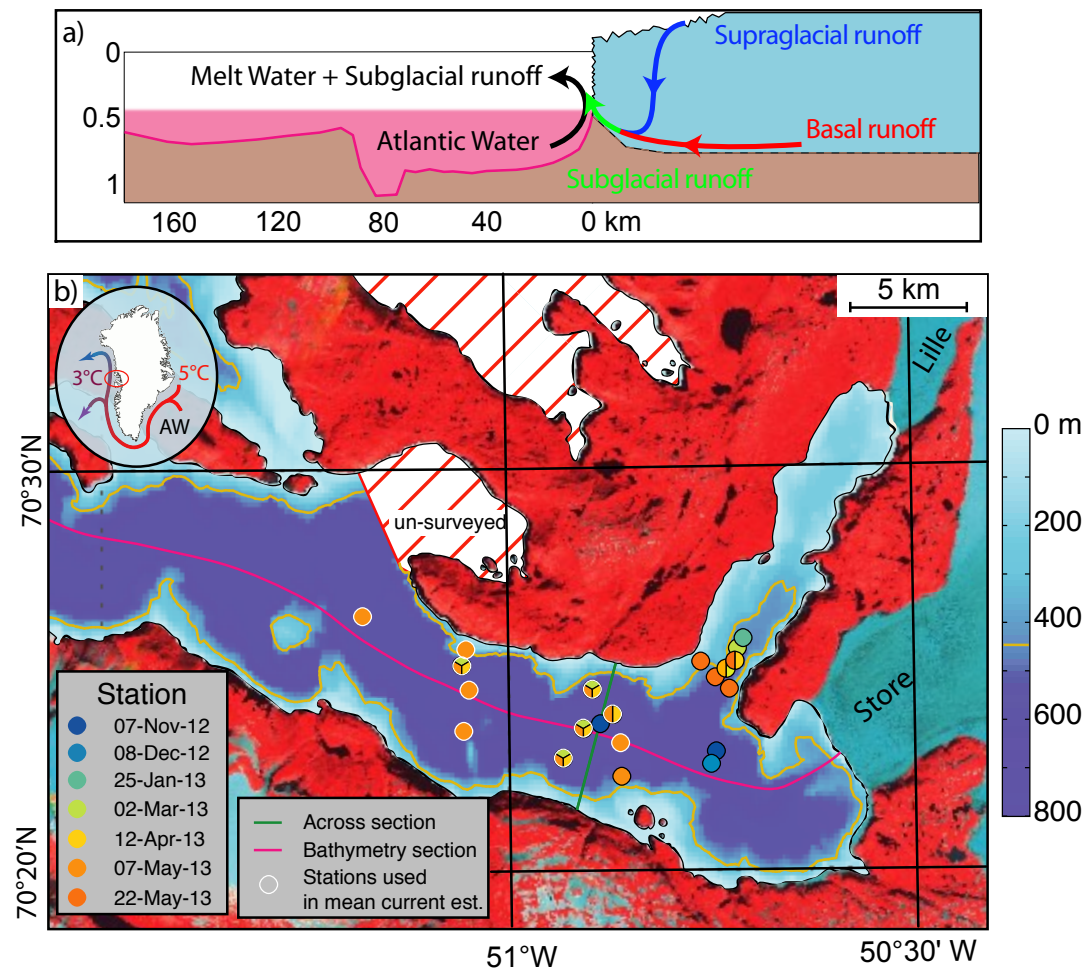 a)
Supraglacial runoff
0
Melt Water + Subglacial runoff
0.5
Atlantic Water
Basal runoff
Subglacial runoff
1
160
120
80
40
0 km
b)
5 km
Lille
3°C
5°C
AW
0 m
70°30'N
un-surveyed
200
400
Store
600
800
Station
07-Nov-12
08-Dec-12
25-Jan-13
02-Mar-13
12-Apr-13
07-May-13
22-May-13
Across section
Bathymetry section
Stations used
in mean current est.
70°20'N
51°W
50°30' W